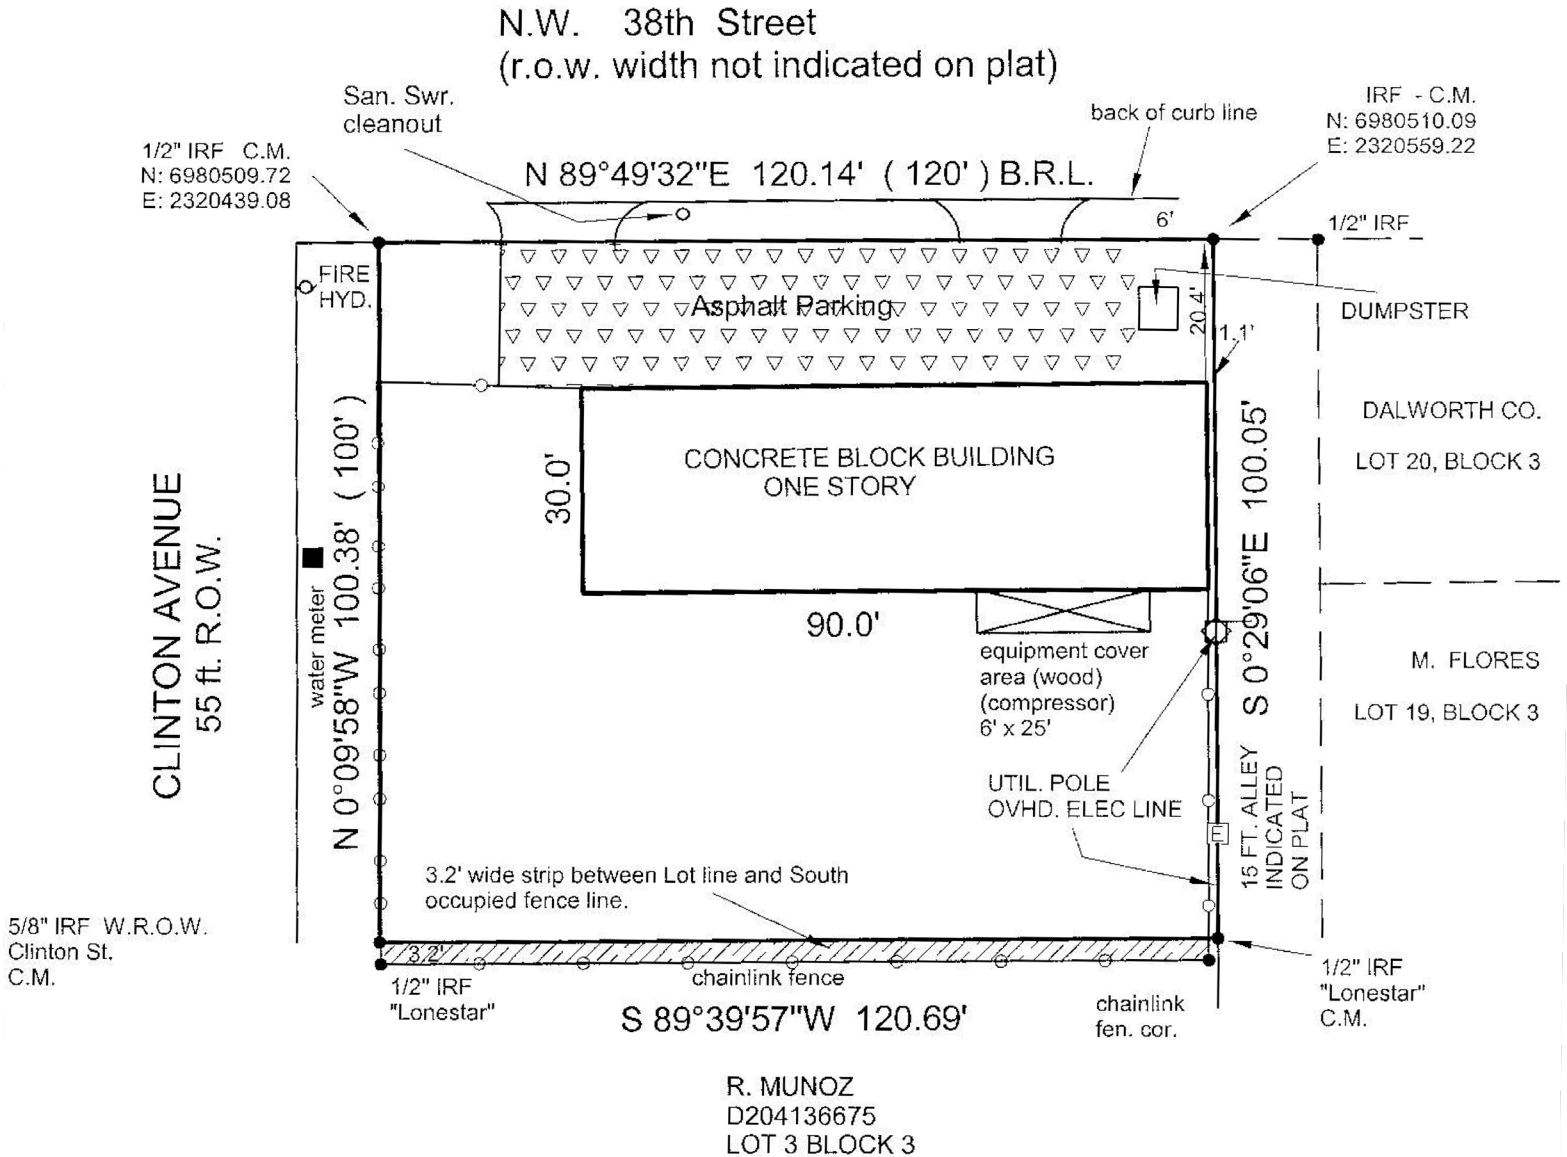 N.W. 38th Street
(r.o.w. width not indicated on plat)
San. Swr.
cleanout
back of curb line
IRF - C.M.
N: 6980510.09
E: 2320559.22
1/2" IRF C.M.
N: 6980509.72
E: 2320439.08
N 89°49'32"E 120.14' ( 120' ) B.R.L.
6'
1/2" IRF
FIRE
HYD.
Asphalt Parking
20.4'
DUMPSTER
1.1'
DALWORTH CO.
LOT 20, BLOCK 3
CONCRETE BLOCK BUILDING
ONE STORY
30.0'
90.0'
CLINTON AVENUE
55 ft. R.O.W.
water meter
N 0°09'58"W 100.38' ( 100' )
S 0°29'06"E 100.05'
equipment cover
area (wood)
(compressor)
6' x 25'
M. FLORES
LOT 19, BLOCK 3
UTIL. POLE
OVHD. ELEC LINE
E
15 FT. ALLEY
INDICATED
ON PLAT
3.2' wide strip between Lot line and South
occupied fence line.
5/8" IRF W.R.O.W.
Clinton St.
C.M.
3.2'
chainlink fence
1/2" IRF
"Lonestar"
S 89°39'57"W 120.69'
chainlink
fen. cor.
1/2" IRF
"Lonestar"
C.M.
R. MUNOZ
D204136675
LOT 3 BLOCK 3